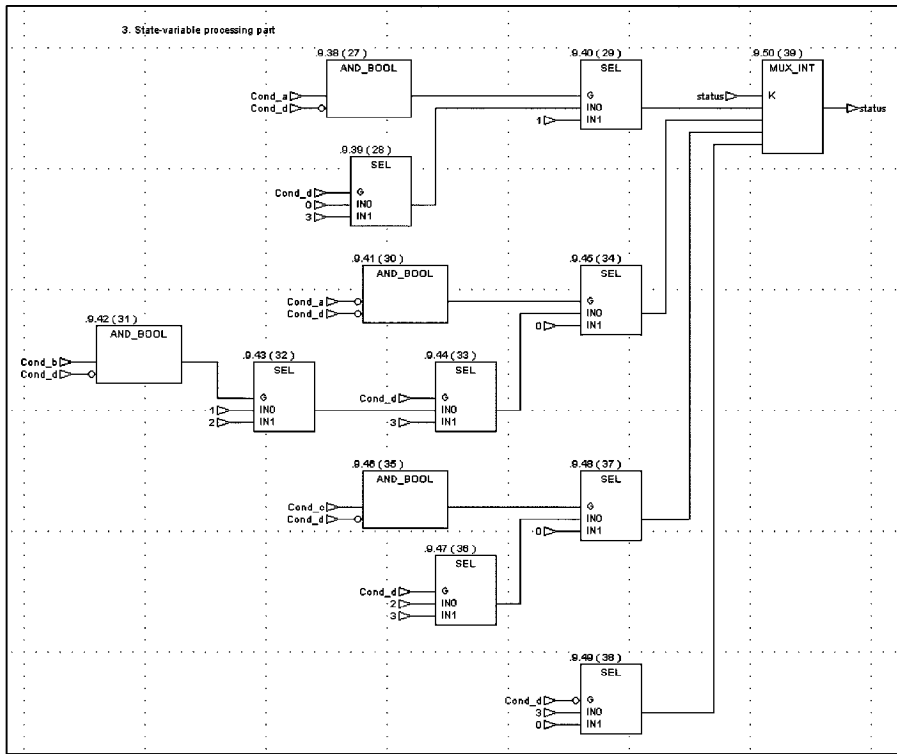 3. State-variable processing part
.9.38 (27)
AND_BOOL
Cond_a
Cond_d
.9.40 (29)
SEL
G
IN0
IN1
1
.9.50 (39)
MUX_INT
status
K
status
.9.39 (28)
SEL
Cond_d
G
0
IN0
3
IN1
.9.41 (30)
AND_BOOL
Cond_a
Cond_d
.9.45 (34)
SEL
G
IN0
0
IN1
.9.42 (31)
AND_BOOL
Cond_b
Cond_d
.9.43 (32)
SEL
G
1
IN0
2
IN1
.9.44 (33)
SEL
Cond_d
G
IN0
3
IN1
.9.46 (35)
AND_BOOL
Cond_c
Cond_d
.9.48 (37)
SEL
G
IN0
0
IN1
.9.47 (36)
SEL
Cond_d
G
2
IN0
3
IN1
.9.49 (38)
SEL
Cond_d
G
3
IN0
0
IN1